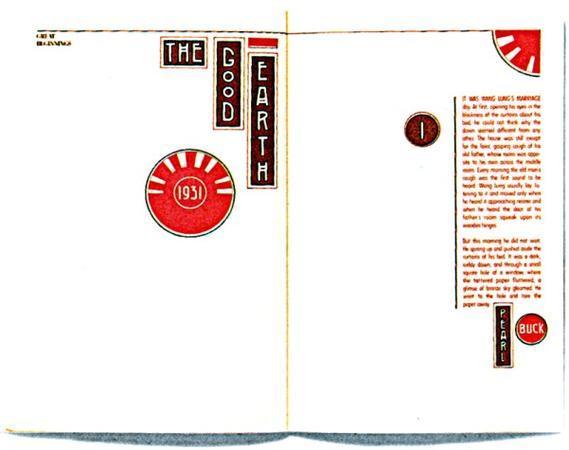 GREAT
BEGINNINGS
THE
GOOD
EARTH
1931
I
IT WAS WANG LUNG'S MARRIAGE
day. At first, opening his eyes in the
blackness of the curtains about his
bed, he could not think why the
dawn seemed different from any
other. The house was still except
for the faint, gasping cough of his
old father, whose room was oppo-
site to his own across the middle
room. Every morning the old man's
cough was the first sound to be
heard. Wang Lung usually lay lis-
tening to it and moved only when
he heard it approaching nearer and
when he heard the door of his
father's room squeak upon its
wooden hinges.
But this morning he did not wait.
He sprang up and pushed aside the
curtains of his bed. It was a dark,
ruddy dawn, and through a small
square hole of a window, where
the tattered paper fluttered, a
glimpse of bronze sky gleamed. He
went to the hole and tore the
paper away.
PEARL
BUCK